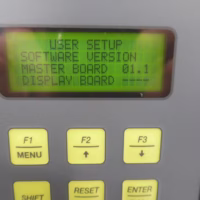 USER SETUP
SOFTWARE VERSION
MASTER BOARD 01.1
DISPLAY BOARD ----
F1
MENU
F2
↑
F3
↓
SHIFT
RESET
ENTER